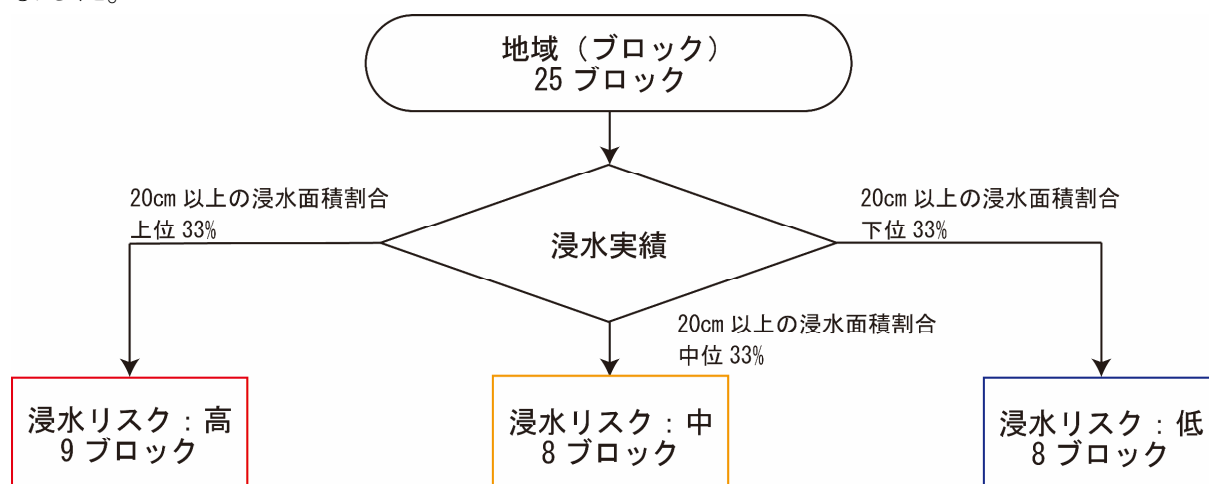 地域（ブロック）
25 ブロック
20cm 以上の浸水面積割合
上位 33%
20cm 以上の浸水面積割合
下位 33%
浸水実績
20cm 以上の浸水面積割合
中位 33%
浸水リスク：高
9 ブロック
浸水リスク：中
8 ブロック
浸水リスク：低
8 ブロック